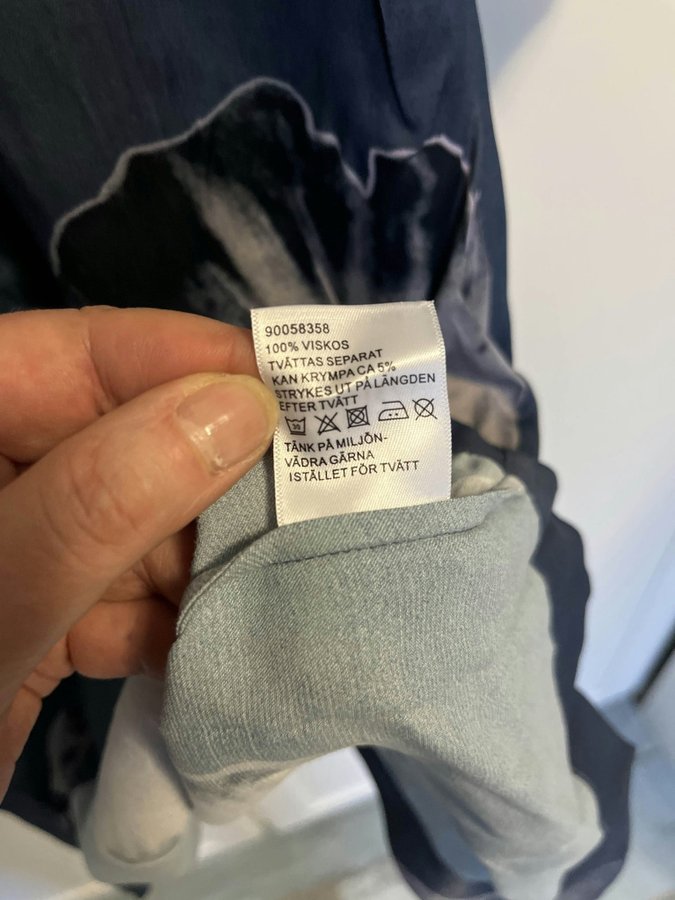 90058358
100% VISKOS
TVÄTTAS SEPARAT
KAN KRYMPA CA 5%
STRYKES UT PÅ LÄNGDEN
EFTER TVÄTT
30
TÄNK PÅ MILJÖN-
VÄDRA GÄRNA
ISTÄLLET FÖR TVÄTT